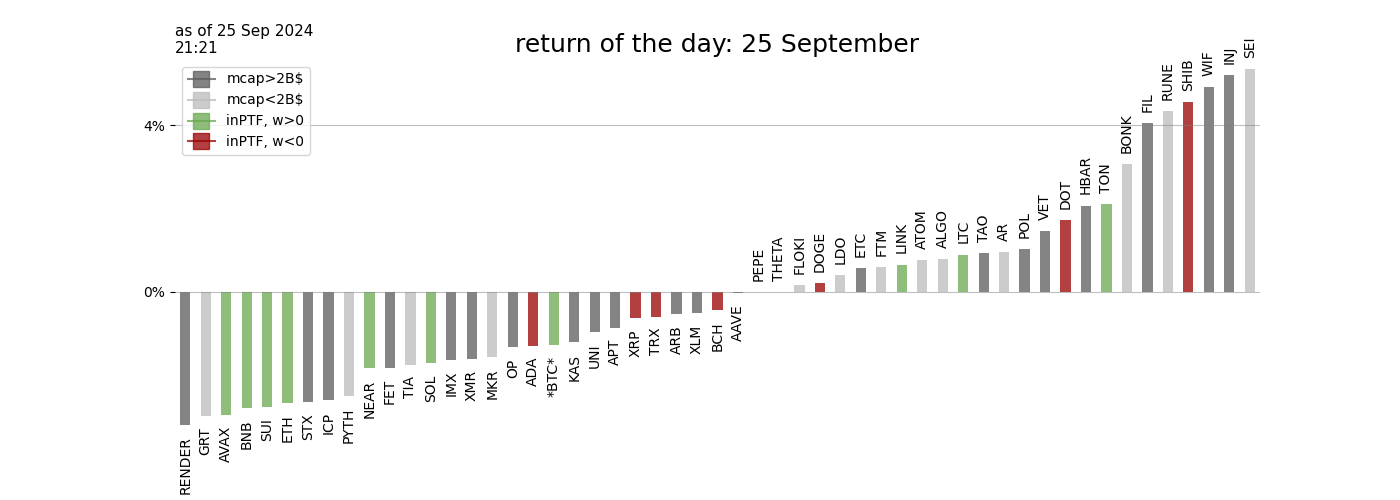 as of 25 Sep 2024
21:21
return of the day: 25 September
mcap>2B$
mcap<2B$
inPTF, w>0
inPTF, w<0
4%
0%
RENDER
GRT
AVAX
BNB
SUI
ETH
STX
ICP
PYTH
NEAR
FET
TIA
SOL
IMX
XMR
MKR
OP
ADA
*BTC*
KAS
UNI
APT
XRP
TRX
ARB
XLM
BCH
AAVE
PEPE
THETA
FLOKI
DOGE
LDO
ETC
FTM
LINK
ATOM
ALGO
LTC
TAO
AR
POL
VET
DOT
HBAR
TON
BONK
FIL
RUNE
SHIB
WIF
INJ
SEI